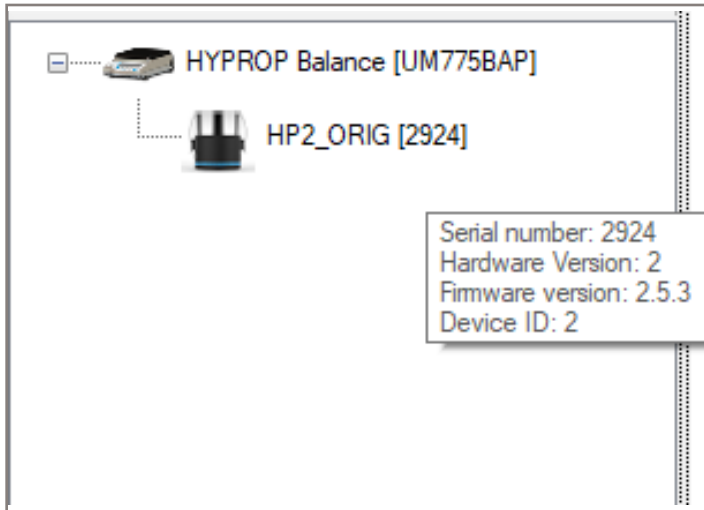 HYPROP Balance [UM775BAP]
HP2_ORIG [2924]
Serial number: 2924
Hardware Version: 2
Firmware version: 2.5.3
Device ID: 2